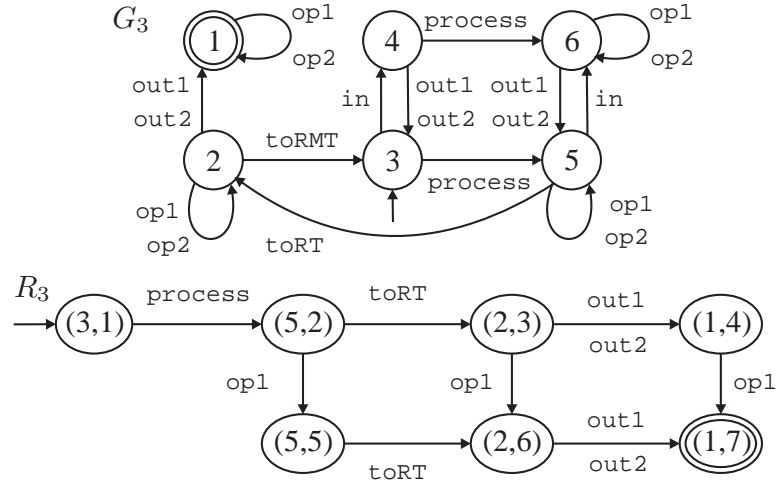 G3
op1
1
op2
4
process
6
op1
op2
out1
out2
in
out1
out2
out1
out2
in
toRMT
2
3
process
5
op1
op2
toRT
op1
op2
R3
(3,1)
process
(5,2)
toRT
(2,3)
out1
out2
(1,4)
op1
op1
op1
(5,5)
toRT
(2,6)
out1
out2
(1,7)